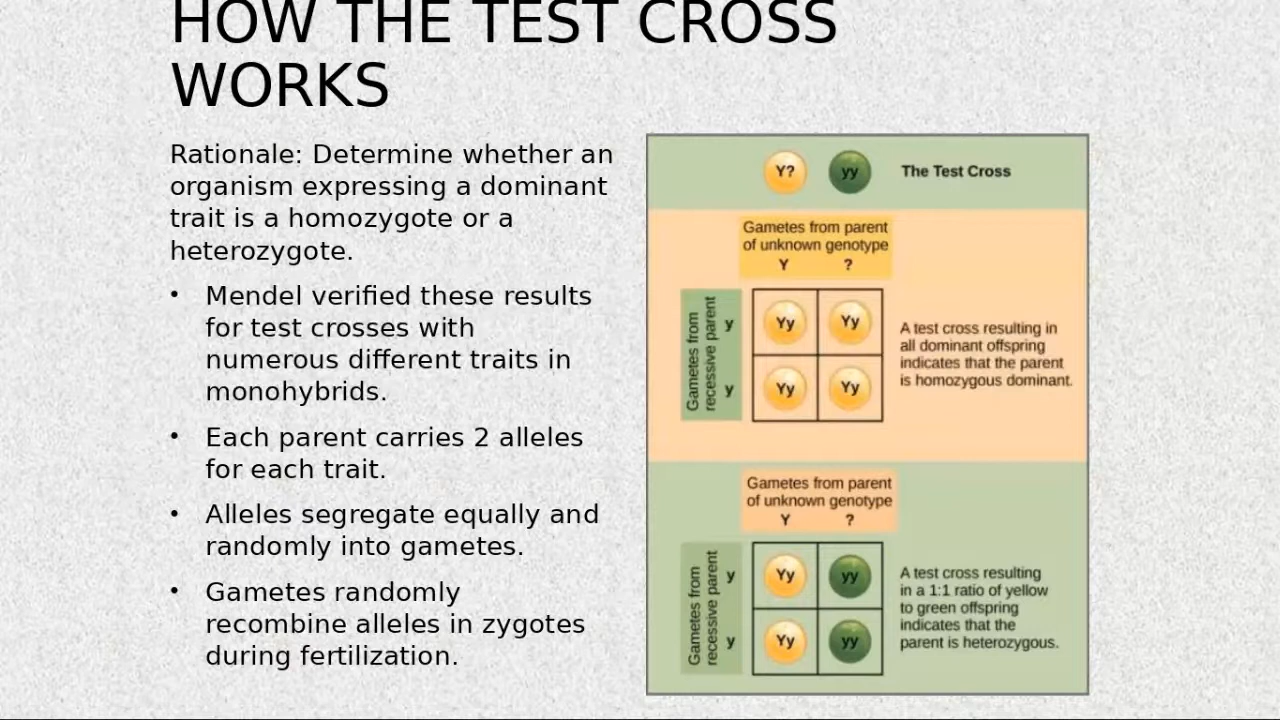 HOW THE TEST CROSS
WORKS
Rationale: Determine whether an
organism expressing a dominant
trait is a homozygote or a
heterozygote.
• Mendel verified these results
for test crosses with
numerous different traits in
monohybrids.
• Each parent carries 2 alleles
for each trait.
• Alleles segregate equally and
randomly into gametes.
• Gametes randomly
recombine alleles in zygotes
during fertilization.
Y? yy The Test Cross
Gametes from parent
of unknown genotype
Y ?
Gametes from
recessive parent
y Yy Yy
y Yy Yy
A test cross resulting in
all dominant offspring
indicates that the parent
is homozygous dominant.
Gametes from parent
of unknown genotype
Y ?
Gametes from
recessive parent
y Yy yy
y Yy yy
A test cross resulting
in a 1:1 ratio of yellow
to green offspring
indicates that the
parent is heterozygous.